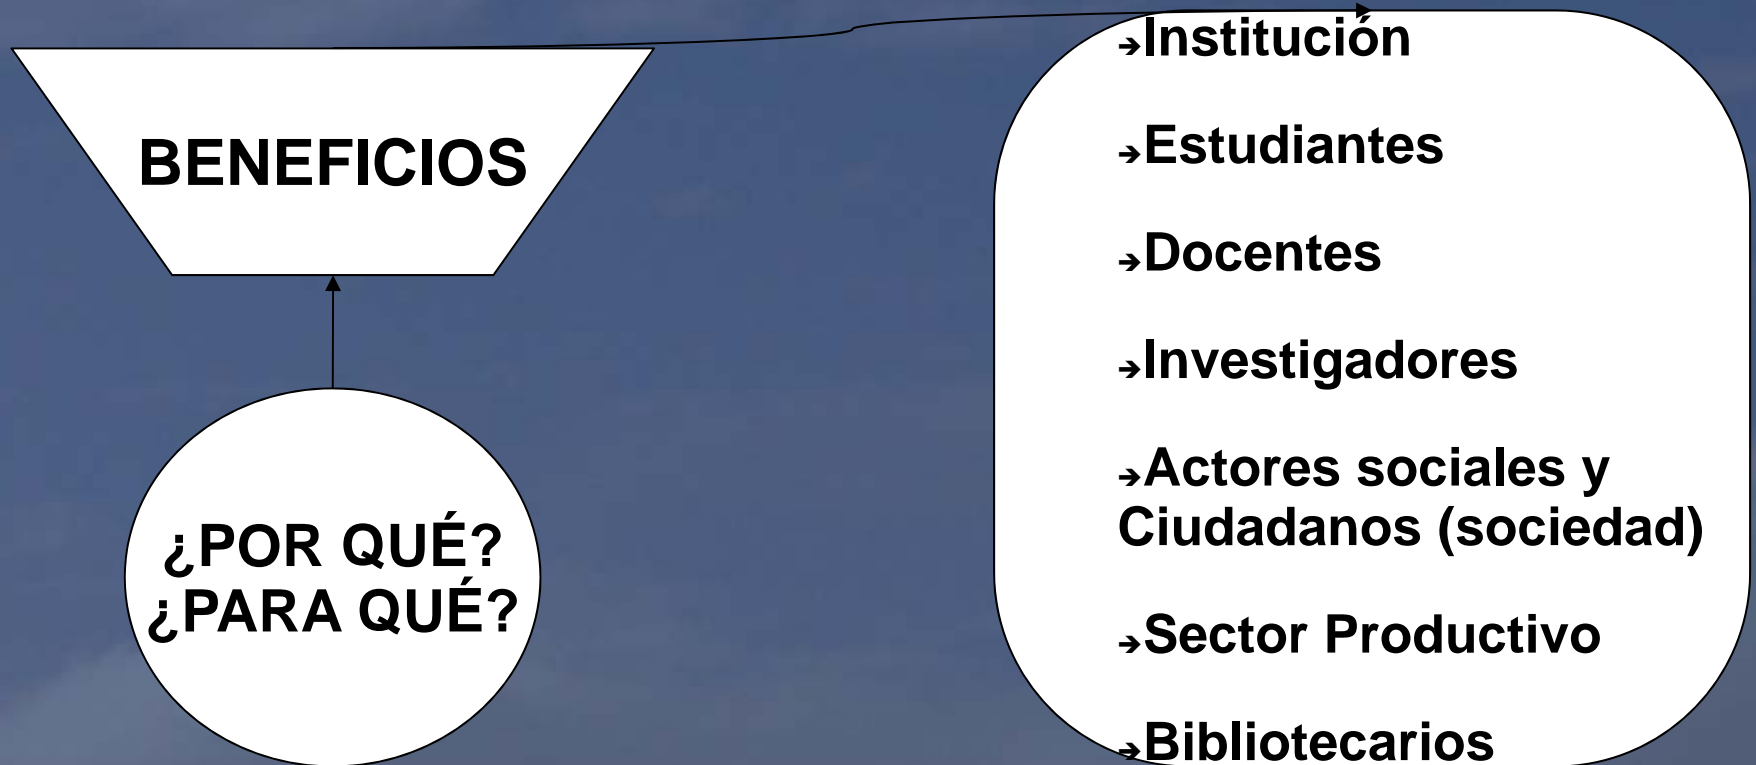 BENEFICIOS
¿POR QUÉ?
¿PARA QUÉ?
➔Institución
➔Estudiantes
➔Docentes
➔Investigadores
➔Actores sociales y
Ciudadanos (sociedad)
➔Sector Productivo
➔Bibliotecarios